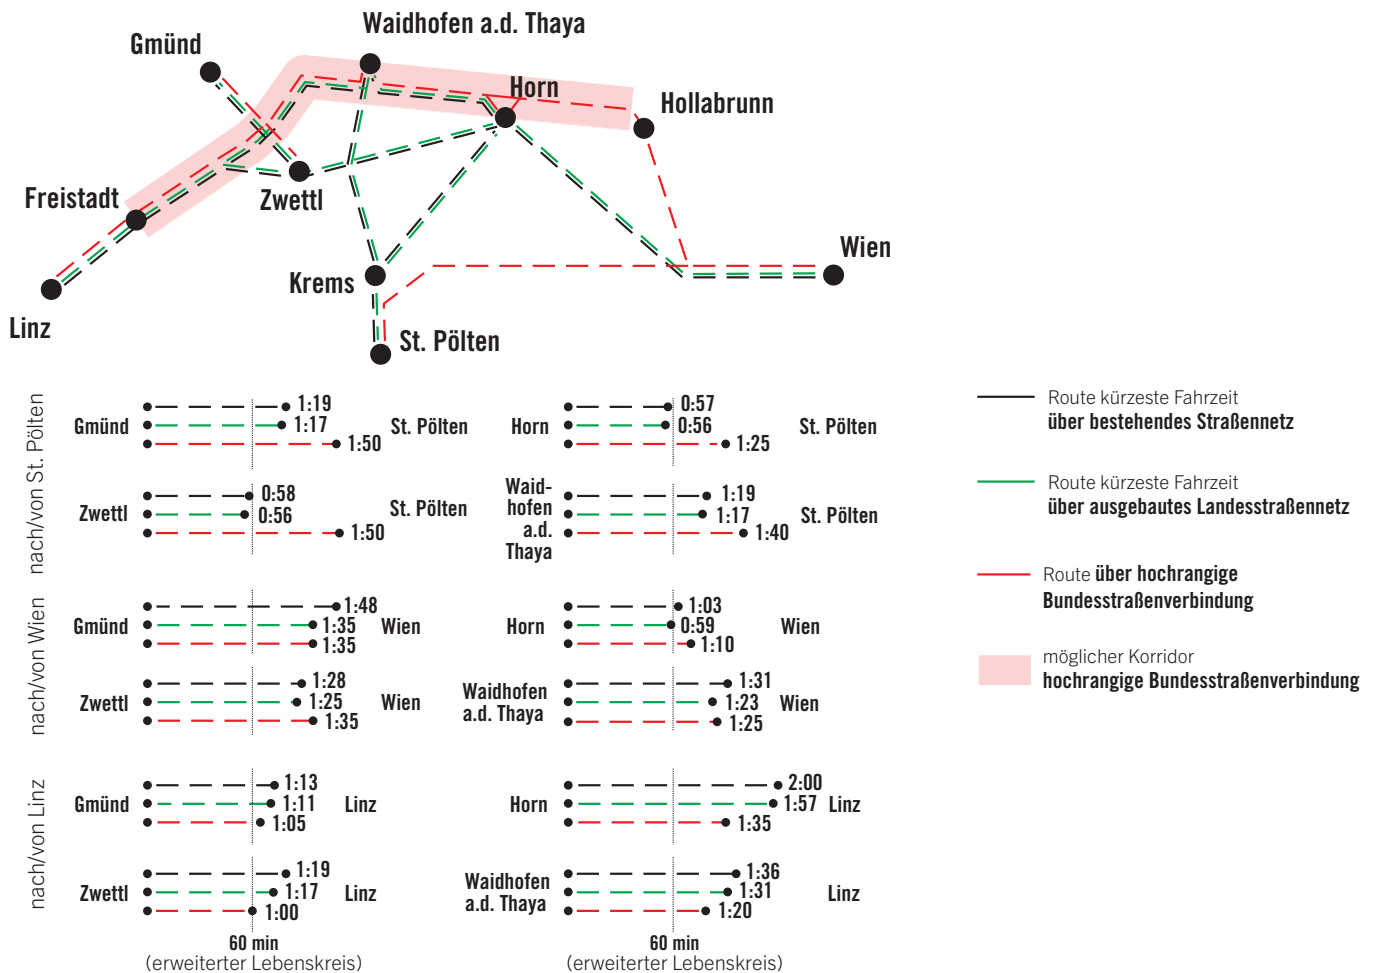 Waidhofen a.d. Thaya
Gmünd
Horn
Hollabrunn
Zwettl
Freistadt
Wien
Krems
Linz
St. Pölten
nach/von St. Pölten
Gmünd
1:19
1:17
1:50
St. Pölten
Horn
0:57
0:56
1:25
St. Pölten
Zwettl
0:58
0:56
1:50
St. Pölten
Waid-
hofen
a.d.
Thaya
1:19
1:17
1:40
St. Pölten
nach/von Wien
Gmünd
1:48
1:35
1:35
Wien
Horn
1:03
0:59
1:10
Wien
Zwettl
1:28
1:25
1:35
Wien
Waidhofen
a.d. Thaya
1:31
1:23
1:25
Wien
nach/von Linz
Gmünd
1:13
1:11
1:05
Linz
Horn
2:00
1:57
1:35
Linz
Zwettl
1:19
1:17
1:00
Linz
Waidhofen
a.d. Thaya
1:36
1:31
1:20
Linz
60 min
(erweiterter Lebenskreis)
60 min
(erweiterter Lebenskreis)
Route kürzeste Fahrzeit
über bestehendes Straßennetz
Route kürzeste Fahrzeit
über ausgebautes Landesstraßennetz
Route über hochrangige
Bundesstraßenverbindung
möglicher Korridor
hochrangige Bundesstraßenverbindung